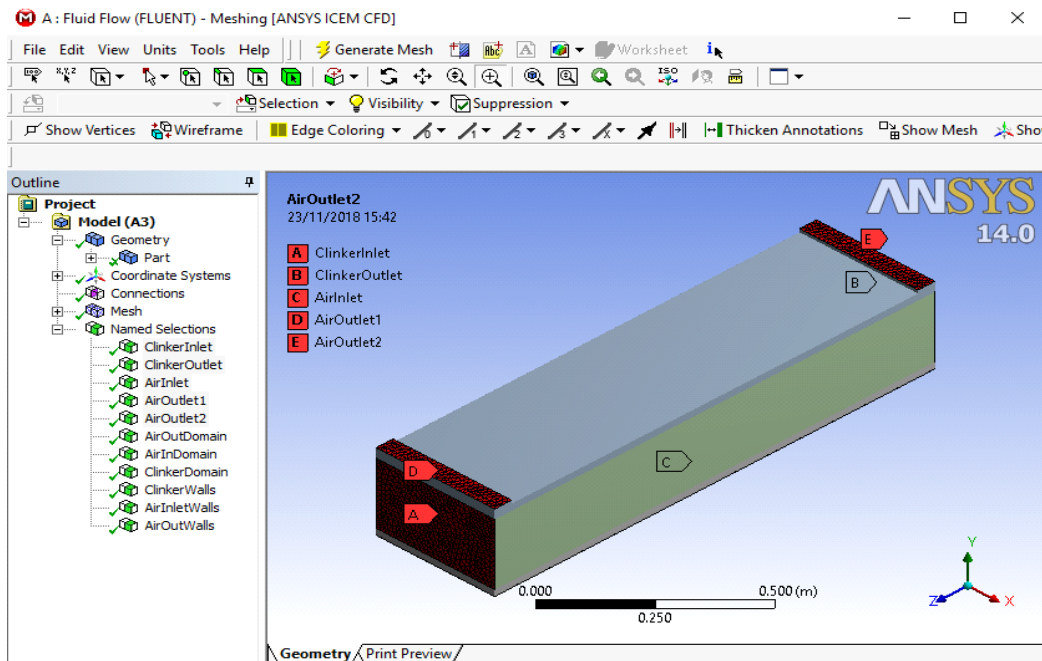 A : Fluid Flow (FLUENT) - Meshing [ANSYS ICEM CFD]
File Edit View Units Tools Help Generate Mesh Worksheet
Selection Visibility Suppression
Show Vertices Wireframe Edge Coloring Thicken Annotations Show Mesh Sho
Outline
Project
Model (A3)
Geometry
Part
Coordinate Systems
Connections
Mesh
Named Selections
ClinkerInlet
ClinkerOutlet
AirInlet
AirOutlet1
AirOutlet2
AirOutDomain
AirInDomain
ClinkerDomain
ClinkerWalls
AirInletWalls
AirOutWalls
AirOutlet2
23/11/2018 15:42
A ClinkerInlet
B ClinkerOutlet
C AirInlet
D AirOutlet1
E AirOutlet2
ANSYS
14.0
E
B
C
D
A
0.000 0.500 (m)
0.250
Y
Z X
Geometry Print Preview